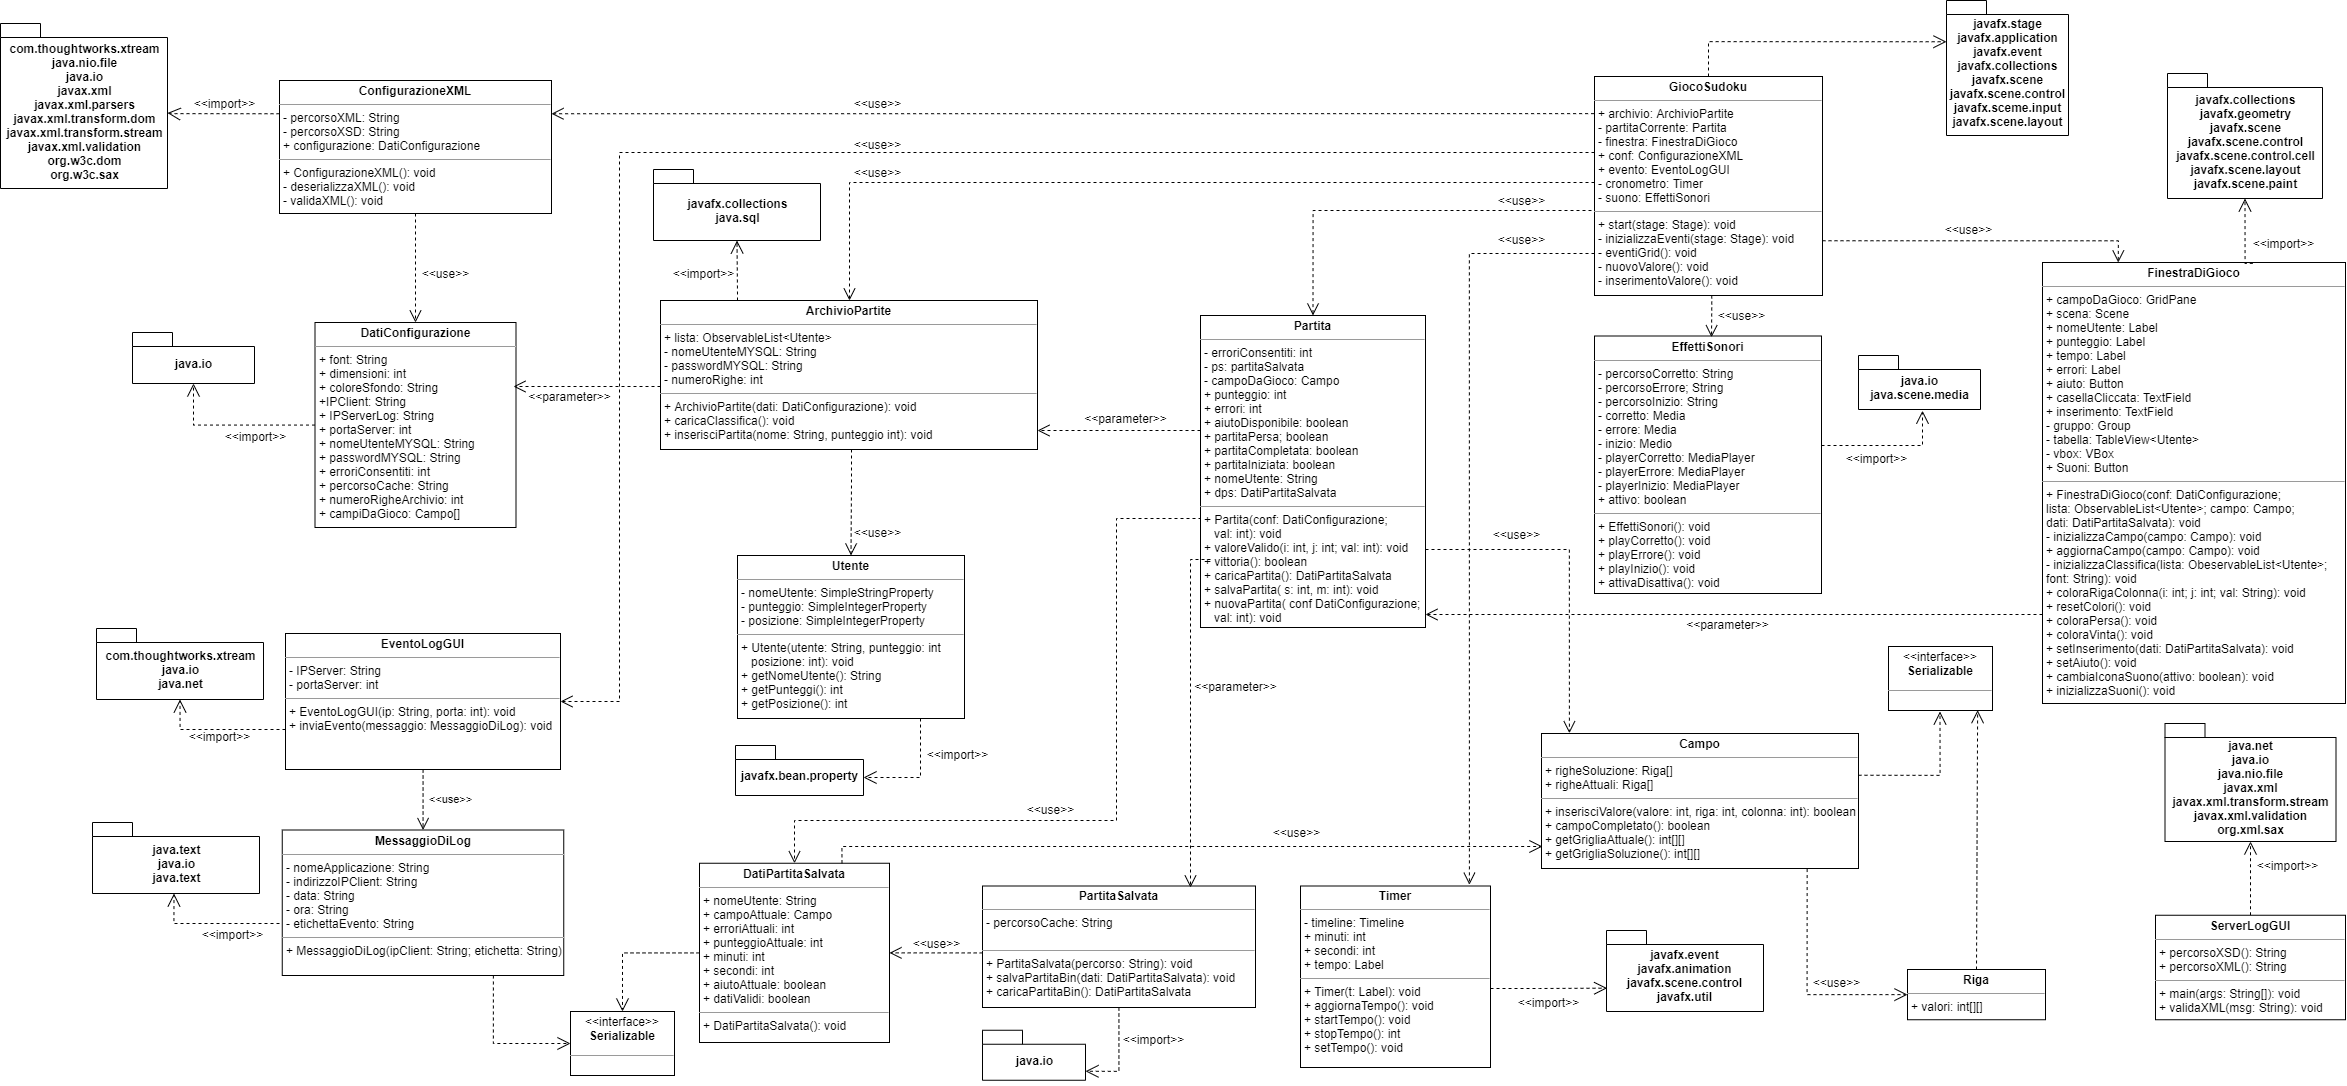 com.thoughtworks.xtream
java.nio.file
java.io
javax.xml
javax.xml.parsers
javax.xml.transform.dom
javax.xml.transform.stream
javax.xml.validation
org.w3c.dom
org.w3c.sax
<<import>>
ConfigurazioneXML
- percorsoXML: String
- percorsoXSD: String
+ configurazione: DatiConfigurazione
+ ConfigurazioneXML(): void
- deserializzaXML(): void
- validaXML(): void
<<use>>
<<use>>
<<use>>
<<use>>
<<use>>
<<use>>
GiocoSudoku
+ archivio: ArchivioPartite
- partitaCorrente: Partita
- finestra: FinestraDiGioco
+ conf: ConfigurazioneXML
+ evento: EventoLogGUI
- cronometro: Timer
- suono: EffettiSonori
+ start(stage: Stage): void
- inizializzaEventi(stage: Stage): void
- eventiGrid(): void
- nuovoValore(): void
- inserimentoValore(): void
javafx.stage
javafx.application
javafx.event
javafx.collections
javafx.scene
javafx.scene.control
javafx.sceme.input
javafx.scene.layout
javafx.collections
javafx.geometry
javafx.scene
javafx.scene.control
javafx.scene.control.cell
javafx.scene.layout
javafx.scene.paint
<<use>>
<<import>>
FinestraDiGioco
+ campoDaGioco: GridPane
+ scena: Scene
+ nomeUtente: Label
+ punteggio: Label
+ tempo: Label
+ errori: Label
+ aiuto: Button
+ casellaCliccata: TextField
+ inserimento: TextField
- gruppo: Group
- tabella: TableView<Utente>
- vbox: VBox
+ Suoni: Button
+ FinestraDiGioco(conf: DatiConfigurazione;
lista: ObservableList<Utente>; campo: Campo;
dati: DatiPartitaSalvata): void
- inizializzaCampo(campo: Campo): void
+ aggiornaCampo(campo: Campo): void
- inizializzaClassifica(lista: ObeservableList<Utente>;
font: String): void
+ coloraRigaColonna(i: int; j: int; val: String): void
+ resetColori(): void
+ coloraPersa(): void
+ coloraVinta(): void
+ setInserimento(dati: DatiPartitaSalvata): void
+ setAiuto(): void
+ cambiaIconaSuono(attivo: boolean): void
+ inizializzaSuoni(): void
javafx.collections
java.sql
<<import>>
ArchivioPartite
+ lista: ObservableList<Utente>
- nomeUtenteMYSQL: String
- passwordMYSQL: String
- numeroRighe: int
+ ArchivioPartite(dati: DatiConfigurazione): void
+ caricaClassifica(): void
+ inserisciPartita(nome: String, punteggio int): void
<<parameter>>
<<parameter>>
java.io
<<import>>
DatiConfigurazione
+ font: String
+ dimensioni: int
+ coloreSfondo: String
+IPClient: String
+ IPServerLog: String
+ portaServer: int
+ nomeUtenteMYSQL: String
+ passwordMYSQL: String
+ erroriConsentiti: int
+ percorsoCache: String
+ numeroRigheArchivio: int
+ campiDaGioco: Campo[]
Partita
- erroriConsentiti: int
- ps: partitaSalvata
- campoDaGioco: Campo
+ punteggio: int
+ errori: int
+ aiutoDisponibile: boolean
+ partitaPersa; boolean
+ partitaCompletata: boolean
+ partitaIniziata: boolean
+ nomeUtente: String
+ dps: DatiPartitaSalvata
+ Partita(conf: DatiConfigurazione;
val: int): void
+ valoreValido(i: int, j: int; val: int): void
+ vittoria(): boolean
+ caricaPartita(): DatiPartitaSalvata
+ salvaPartita( s: int, m: int): void
+ nuovaPartita( conf DatiConfigurazione;
val: int): void
<<use>>
EffettiSonori
- percorsoCorretto: String
- percorsoErrore; String
- percorsoInizio: String
- corretto: Media
- errore: Media
- inizio: Medio
- playerCorretto: MediaPlayer
- playerErrore: MediaPlayer
- playerInizio: MediaPlayer
+ attivo: boolean
+ EffettiSonori(): void
+ playCorretto(): void
+ playErrore(): void
+ playInizio(): void
+ attivaDisattiva(): void
java.io
java.scene.media
<<import>>
<<use>>
<<use>>
<<parameter>>
<<parameter>>
Utente
- nomeUtente: SimpleStringProperty
- punteggio: SimpleIntegerProperty
- posizione: SimpleIntegerProperty
+ Utente(utente: String, punteggio: int
posizione: int): void
+ getNomeUtente(): String
+ getPunteggi(): int
+ getPosizione(): int
<<import>>
javafx.bean.property
com.thoughtworks.xtream
java.io
java.net
<<import>>
EventoLogGUI
- IPServer: String
- portaServer: int
+ EventoLogGUI(ip: String, porta: int): void
+ inviaEvento(messaggio: MessaggioDiLog): void
<<use>>
java.text
java.io
java.text
<<import>>
MessaggioDiLog
- nomeApplicazione: String
- indirizzoIPClient: String
- data: String
- ora: String
- etichettaEvento: String
+ MessaggioDiLog(ipClient: String; etichetta: String)
<<interface>>
Serializable
<<use>>
<<use>>
DatiPartitaSalvata
+ nomeUtente: String
+ campoAttuale: Campo
+ erroriAttuali: int
+ punteggioAttuale: int
+ minuti: int
+ secondi: int
+ aiutoAttuale: boolean
+ datiValidi: boolean
+ DatiPartitaSalvata(): void
<<use>>
PartitaSalvata
- percorsoCache: String
+ PartitaSalvata(percorso: String): void
+ salvaPartitaBin(dati: DatiPartitaSalvata): void
+ caricaPartitaBin(): DatiPartitaSalvata
<<import>>
java.io
Timer
- timeline: Timeline
+ minuti: int
+ secondi: int
+ tempo: Label
+ Timer(t: Label): void
+ aggiornaTempo(): void
+ startTempo(): void
+ stopTempo(): int
+ setTempo(): void
<<import>>
javafx.event
javafx.animation
javafx.scene.control
javafx.util
Campo
+ righeSoluzione: Riga[]
+ righeAttuali: Riga[]
+ inserisciValore(valore: int, riga: int, colonna: int): boolean
+ campoCompletato(): boolean
+ getGrigliaAttuale(): int[][]
+ getGrigliaSoluzione(): int[][]
<<interface>>
Serializable
<<use>>
Riga
+ valori: int[][]
java.net
java.io
java.nio.file
javax.xml
javax.xml.transform.stream
javax.xml.validation
org.xml.sax
<<import>>
ServerLogGUI
+ percorsoXSD(): String
+ percorsoXML(): String
+ main(args: String[]): void
+ validaXML(msg: String): void